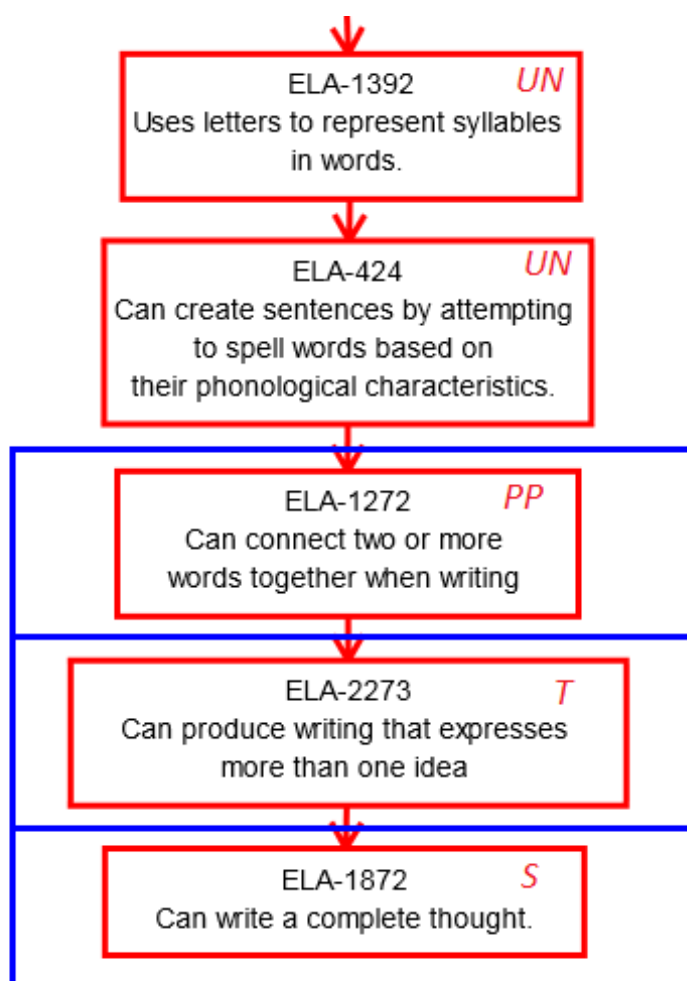 ELA-1392 UN
Uses letters to represent syllables
in words.
ELA-424 UN
Can create sentences by attempting
to spell words based on
their phonological characteristics.
ELA-1272 PP
Can connect two or more
words together when writing
ELA-2273 T
Can produce writing that expresses
more than one idea
ELA-1872 S
Can write a complete thought.